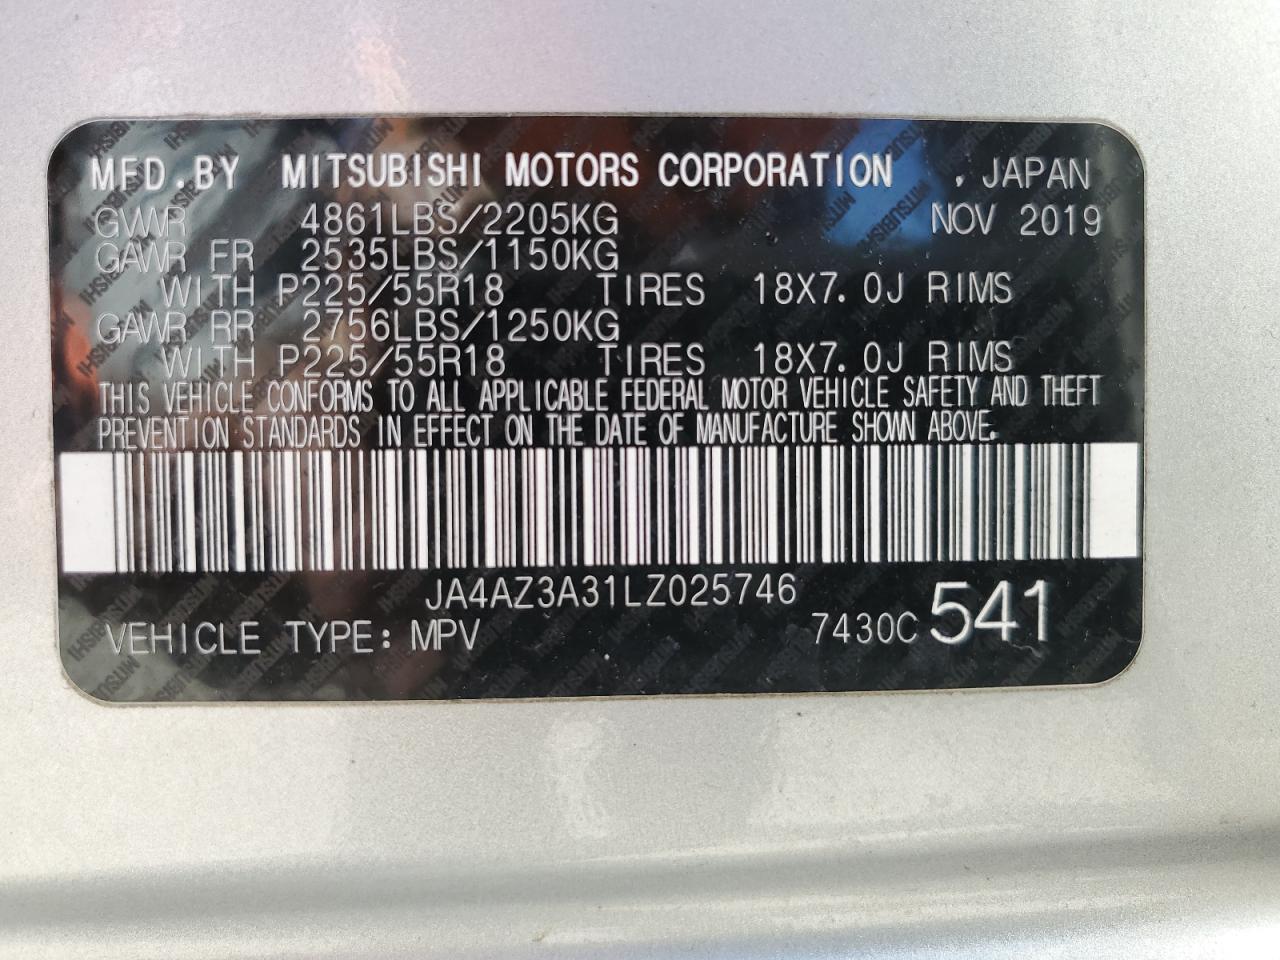 MFD.BY MITSUBISHI MOTORS CORPORATION , JAPAN
GVWR 4861LBS/2205KG NOV 2019
GAWR FR 2535LBS/1150KG
WITH P225/55R18 TIRES 18X7.0J RIMS
GAWR RR 2756LBS/1250KG
WITH P225/55R18 TIRES 18X7.0J RIMS
THIS VEHICLE CONFORMS TO ALL APPLICABLE FEDERAL MOTOR VEHICLE SAFETY AND THEFT
PREVENTION STANDARDS IN EFFECT ON THE DATE OF MANUFACTURE SHOWN ABOVE.
JA4AZ3A31LZ025746
VEHICLE TYPE: MPV 7430C 541